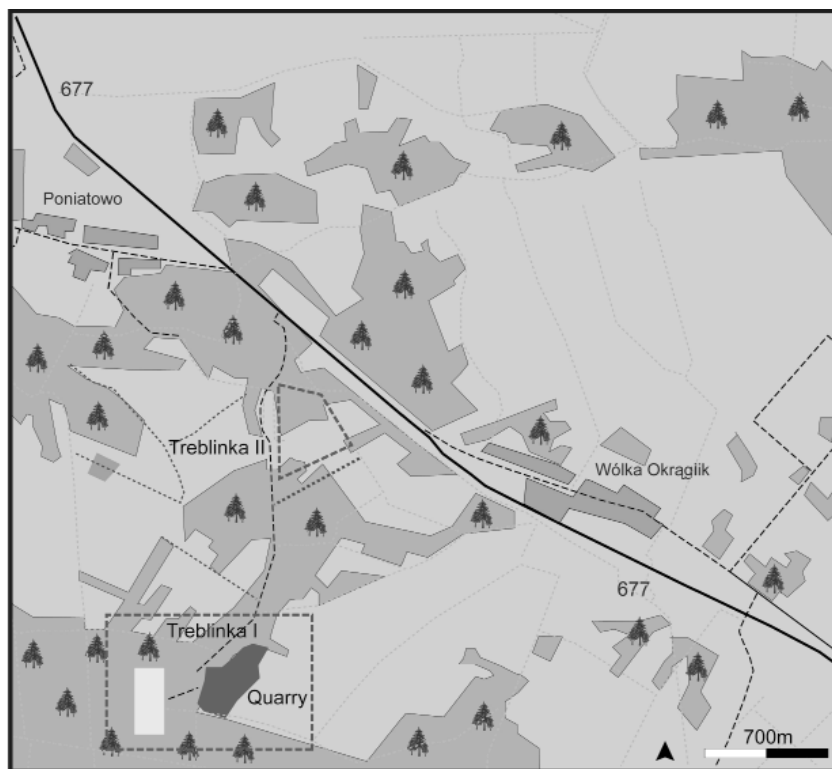 677
Poniatowo
Treblinka II
Wólka Okrąglik
677
Treblinka I
Quarry
700m